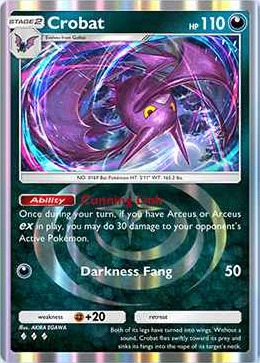 STAGE 2 Crobat HP 110
Evolves from Golbat
NO. 0169 Bat Pokémon HT: 5'11" WT: 165.3 lbs.
Ability Cunning Link
Once during your turn, if you have Arceus or Arceus
ex in play, you may do 30 damage to your opponent's
Active Pokémon.
Darkness Fang 50
weakness +20 retreat
Illus. AKIRA EGAWA
Both of its legs have turned into wings. Without a
sound, Crobat flies swiftly toward its prey and
sinks its fangs into the nape of its target's neck.